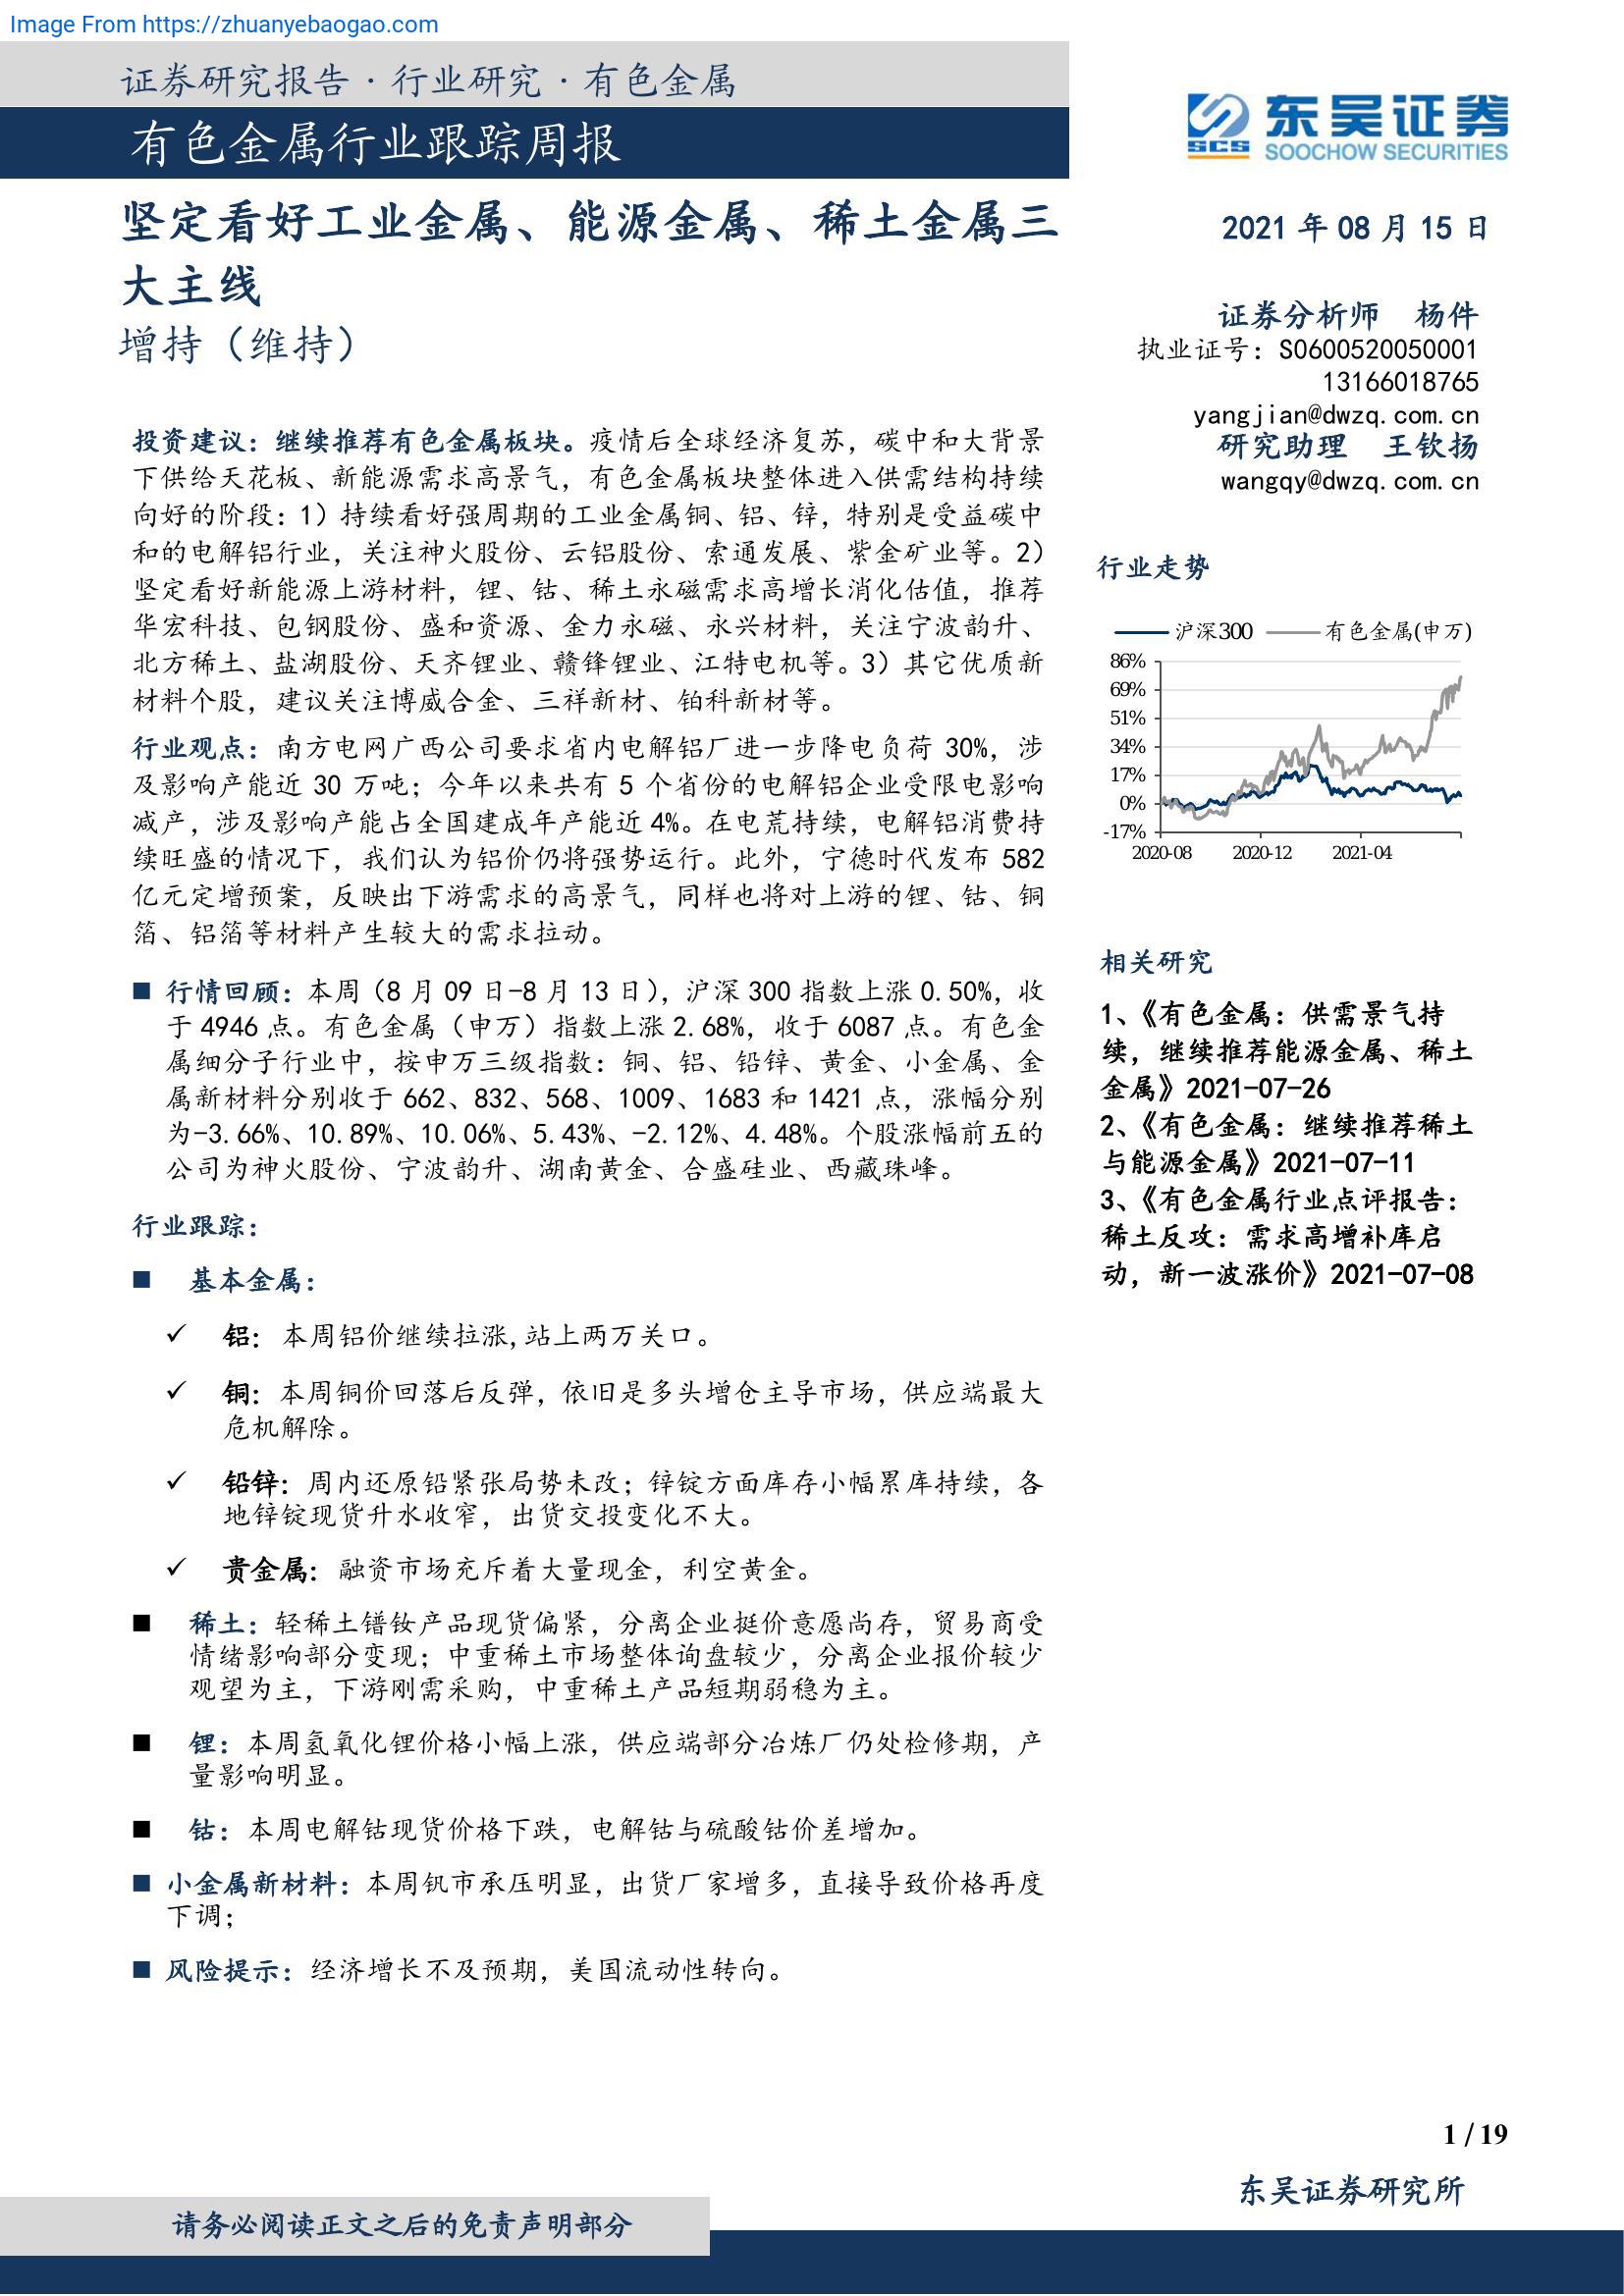 Image From https://zhuanyebaogao.com
证券研究报告·行业研究·有色金属
有色金属行业跟踪周报
东吴证券
SCS
SOOCHOW SECURITIES
坚定看好工业金属、能源金属、稀土金属三
大主线
增持（维持）
投资建议：继续推荐有色金属板块。疫情后全球经济复苏，碳中和大背景
下供给天花板、新能源需求高景气，有色金属板块整体进入供需结构持续
向好的阶段：1）持续看好强周期的工业金属铜、铝、锌，特别是受益碳中
和的电解铝行业，关注神火股份、云铝股份、索通发展、紫金矿业等。2）
坚定看好新能源上游材料，锂、钴、稀土永磁需求高增长消化估值，推荐
华宏科技、包钢股份、盛和资源、金力永磁、永兴材料，关注宁波韵升、
北方稀土、盐湖股份、天齐锂业、赣锋锂业、江特电机等。3）其它优质新
材料个股，建议关注博威合金、三祥新材、铂科新材等。
行业观点：南方电网广西公司要求省内电解铝厂进一步降电负荷 30%，涉
及影响产能近 30 万吨；今年以来共有 5 个省份的电解铝企业受限电影响
减产，涉及影响产能占全国建成年产能近 4%。在电荒持续，电解铝消费持
续旺盛的情况下，我们认为铝价仍将强势运行。此外，宁德时代发布 582
亿元定增预案，反映出下游需求的高景气，同样也将对上游的锂、钴、铜
箔、铝箔等材料产生较大的需求拉动。
■ 行情回顾：本周（8 月 09 日-8 月 13 日），沪深 300 指数上涨 0.50%，收
于 4946 点。有色金属（申万）指数上涨 2.68%，收于 6087 点。有色金
属细分子行业中，按申万三级指数：铜、铝、铅锌、黄金、小金属、金
属新材料分别收于 662、832、568、1009、1683 和 1421 点，涨幅分别
为-3.66%、10.89%、10.06%、5.43%、-2.12%、4.48%。个股涨幅前五的
公司为神火股份、宁波韵升、湖南黄金、合盛硅业、西藏珠峰。
行业跟踪：
■ 基本金属：
✓ 铝：本周铝价继续拉涨,站上两万关口。
✓ 铜：本周铜价回落后反弹，依旧是多头增仓主导市场，供应端最大
危机解除。
✓ 铅锌：周内还原铅紧张局势未改；锌锭方面库存小幅累库持续，各
地锌锭现货升水收窄，出货交投变化不大。
✓ 贵金属：融资市场充斥着大量现金，利空黄金。
■ 稀土：轻稀土镨钕产品现货偏紧，分离企业挺价意愿尚存，贸易商受
情绪影响部分变现；中重稀土市场整体询盘较少，分离企业报价较少
观望为主，下游刚需采购，中重稀土产品短期弱稳为主。
■ 锂：本周氢氧化锂价格小幅上涨，供应端部分冶炼厂仍处检修期，产
量影响明显。
■ 钴：本周电解钴现货价格下跌，电解钴与硫酸钴价差增加。
■ 小金属新材料：本周钒市承压明显，出货厂家增多，直接导致价格再度
下调；
■ 风险提示：经济增长不及预期，美国流动性转向。
2021 年 08 月 15 日
证券分析师 杨件
执业证号：S0600520050001
13166018765
yangjian@dwzq.com.cn
研究助理 王钦扬
wangqy@dwzq.com.cn
行业走势
沪深300 有色金属(申万)
86%
69%
51%
34%
17%
0%
-17%
2020-08 2020-12 2021-04
相关研究
1、《有色金属：供需景气持
续，继续推荐能源金属、稀土
金属》2021-07-26
2、《有色金属：继续推荐稀土
与能源金属》2021-07-11
3、《有色金属行业点评报告：
稀土反攻：需求高增补库启
动，新一波涨价》2021-07-08
1 / 19
东吴证券研究所
请务必阅读正文之后的免责声明部分